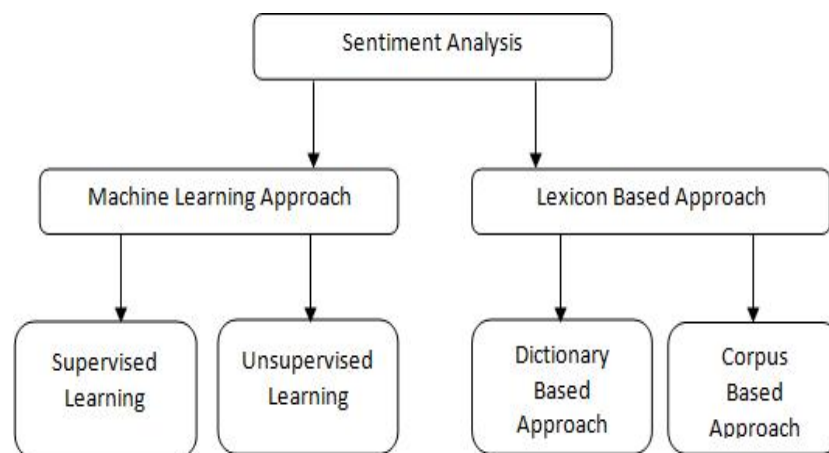 Sentiment Analysis
Machine Learning Approach
Lexicon Based Approach
Supervised
Learning
Unsupervised
Learning
Dictionary
Based
Approach
Corpus
Based
Approach